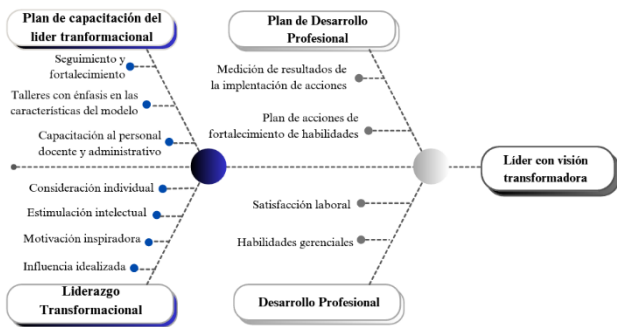 Plan de capacitación del
lider tranformacional
Seguimiento y
fortalecimiento
Talleres con énfasis en las
características del modelo
Capacitación al personal
docente y administrativo
Plan de Desarrollo
Profesional
Medición de resultados de
la implentación de acciones
Plan de acciones de
fortalecimiento de habilidades
Líder con visión
transformadora
Consideración individual
Estimulación intelectual
Motivación inspiradora
Influencia idealizada
Liderazgo
Transformacional
Satisfacción laboral
Habilidades gerenciales
Desarrollo Profesional